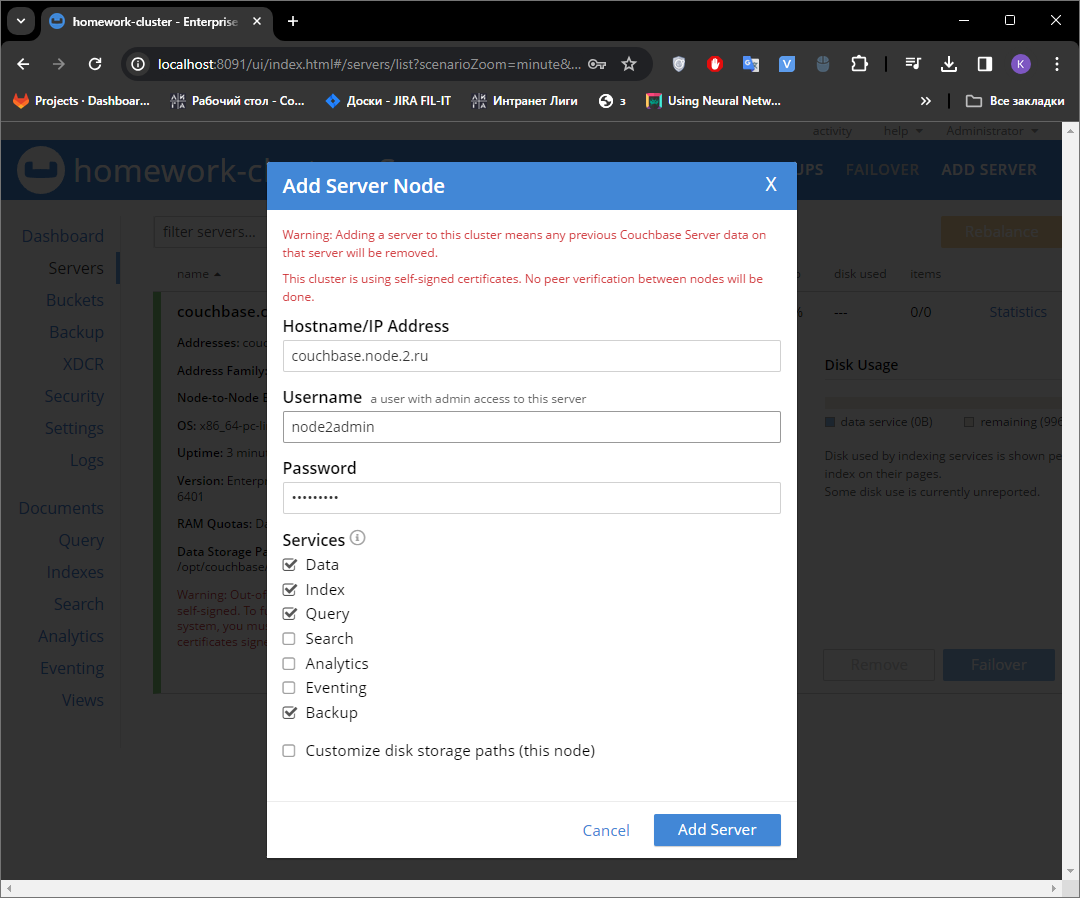 homework-cluster - Enterprise
localhost:8091/ui/index.html#/servers/list?scenarioZoom=minute&...
K
Projects · Dashboar...
Рабочий стол - Co...
Доски - JIRA FIL-IT
Интранет Лиги
з
Using Neural Netw...
»
Все закладки
activity
help
Administrator
homework-c
UPS
FAILOVER
ADD SERVER
Dashboard
Servers
Buckets
Backup
XDCR
Security
Settings
Logs
Documents
Query
Indexes
Search
Analytics
Eventing
Views
filter servers...
Rebalance
name
disk used
items
couchbase.c
%
---
0/0
Statistics
Addresses: couc
Address Family:
Node-to-Node E
OS: x86_64-pc-li
Uptime: 3 minu
Version: Enterp
6401
RAM Quotas: Da
Data Storage Pa
/opt/couchbase/
Warning: Out-of
self-signed. To fu
system, you mus
certificates signe
Disk Usage
data service (0B)
remaining (996
Disk used by indexing services is shown pe
index on their pages.
Some disk use is currently unreported.
Remove
Failover
Add Server Node
X
Warning: Adding a server to this cluster means any previous Couchbase Server data on
that server will be removed.
This cluster is using self-signed certificates. No peer verification between nodes will be
done.
Hostname/IP Address
couchbase.node.2.ru
Username a user with admin access to this server
node2admin
Password
•••••••••
Services
Data
Index
Query
Search
Analytics
Eventing
Backup
Customize disk storage paths (this node)
Cancel
Add Server